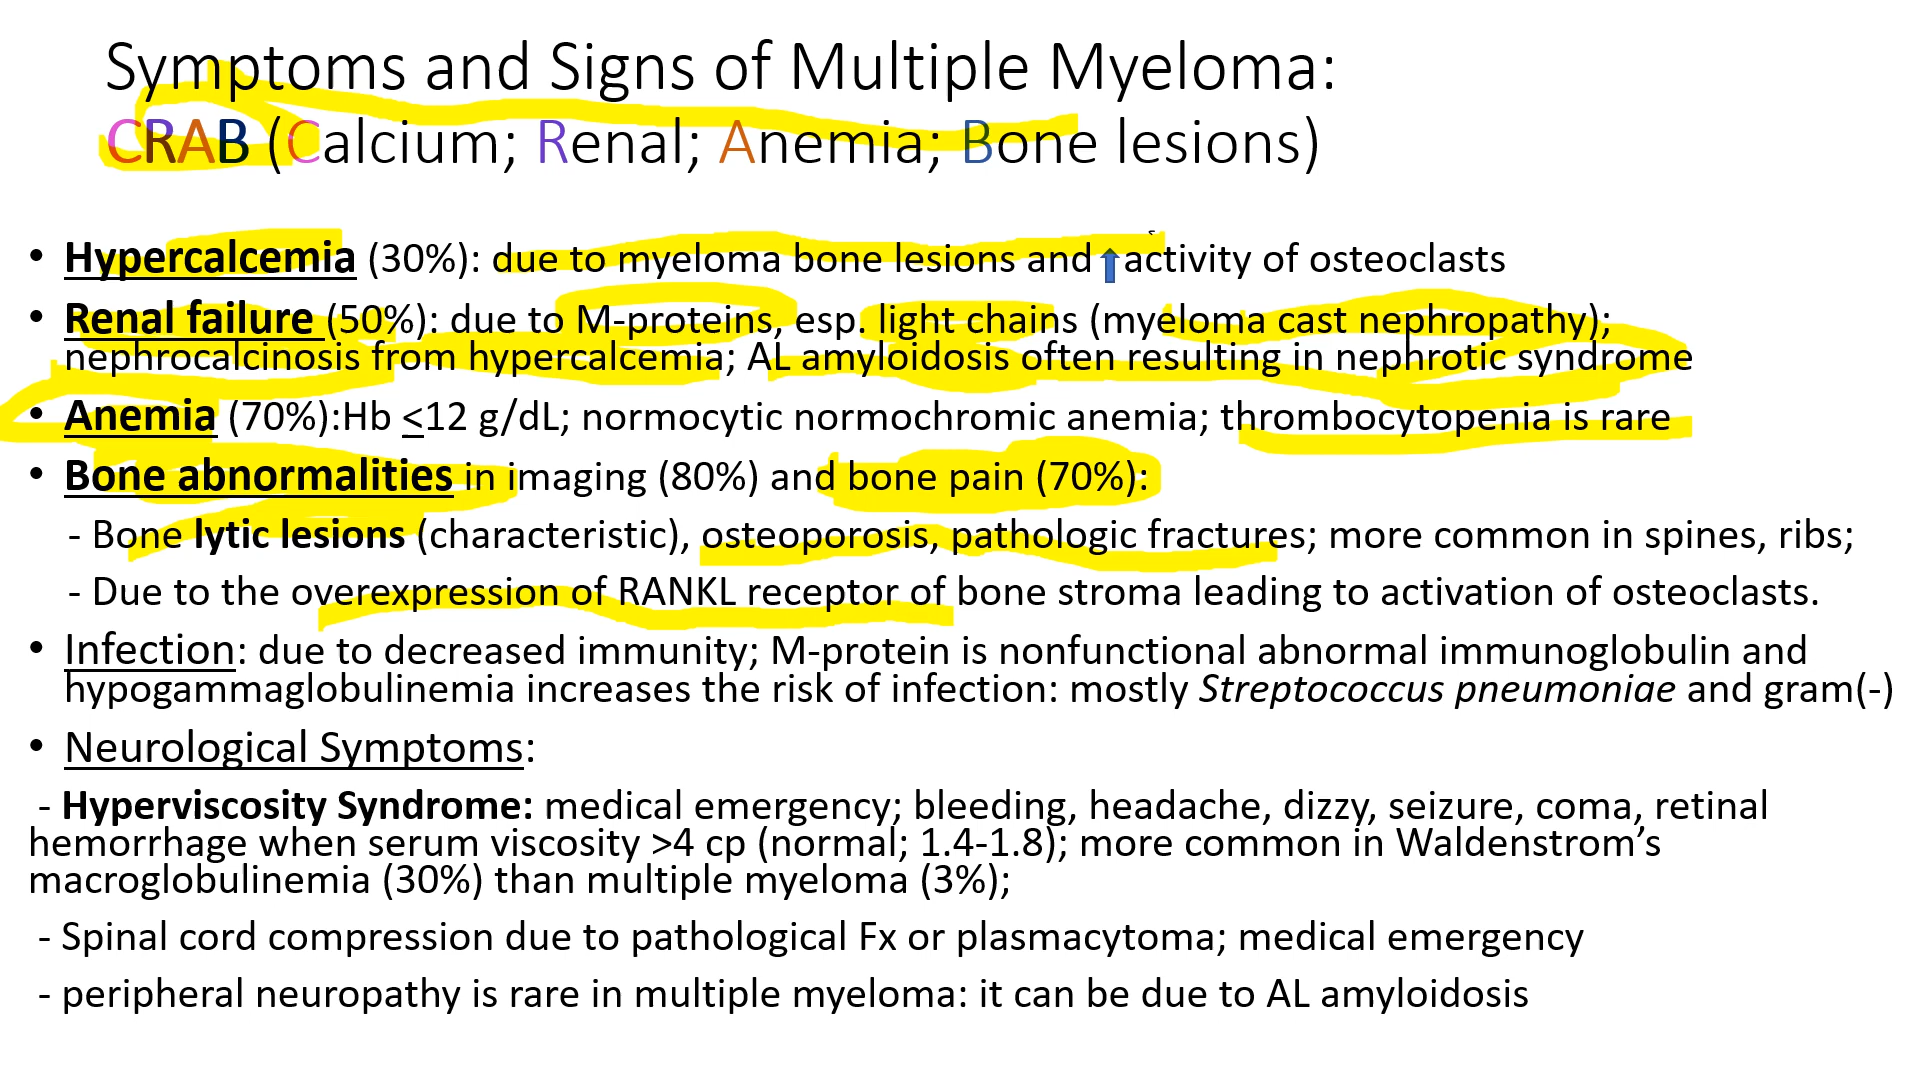 Symptoms and Signs of Multiple Myeloma:
CRAB (Calcium; Renal; Anemia; Bone lesions)
• Hypercalcemia (30%): due to myeloma bone lesions and activity of osteoclasts
• Renal failure (50%): due to M-proteins, esp. light chains (myeloma cast nephropathy);
nephrocalcinosis from hypercalcemia; AL amyloidosis often resulting in nephrotic syndrome
• Anemia (70%):Hb <12 g/dL; normocytic normochromic anemia; thrombocytopenia is rare
• Bone abnormalities in imaging (80%) and bone pain (70%):
- Bone lytic lesions (characteristic), osteoporosis, pathologic fractures; more common in spines, ribs;
- Due to the overexpression of RANKL receptor of bone stroma leading to activation of osteoclasts.
• Infection: due to decreased immunity; M-protein is nonfunctional abnormal immunoglobulin and
hypogammaglobulinemia increases the risk of infection: mostly Streptococcus pneumoniae and gram(-)
• Neurological Symptoms:
- Hyperviscosity Syndrome: medical emergency; bleeding, headache, dizzy, seizure, coma, retinal
hemorrhage when serum viscosity >4 cp (normal; 1.4-1.8); more common in Waldenstrom’s
macroglobulinemia (30%) than multiple myeloma (3%);
- Spinal cord compression due to pathological Fx or plasmacytoma; medical emergency
- peripheral neuropathy is rare in multiple myeloma: it can be due to AL amyloidosis